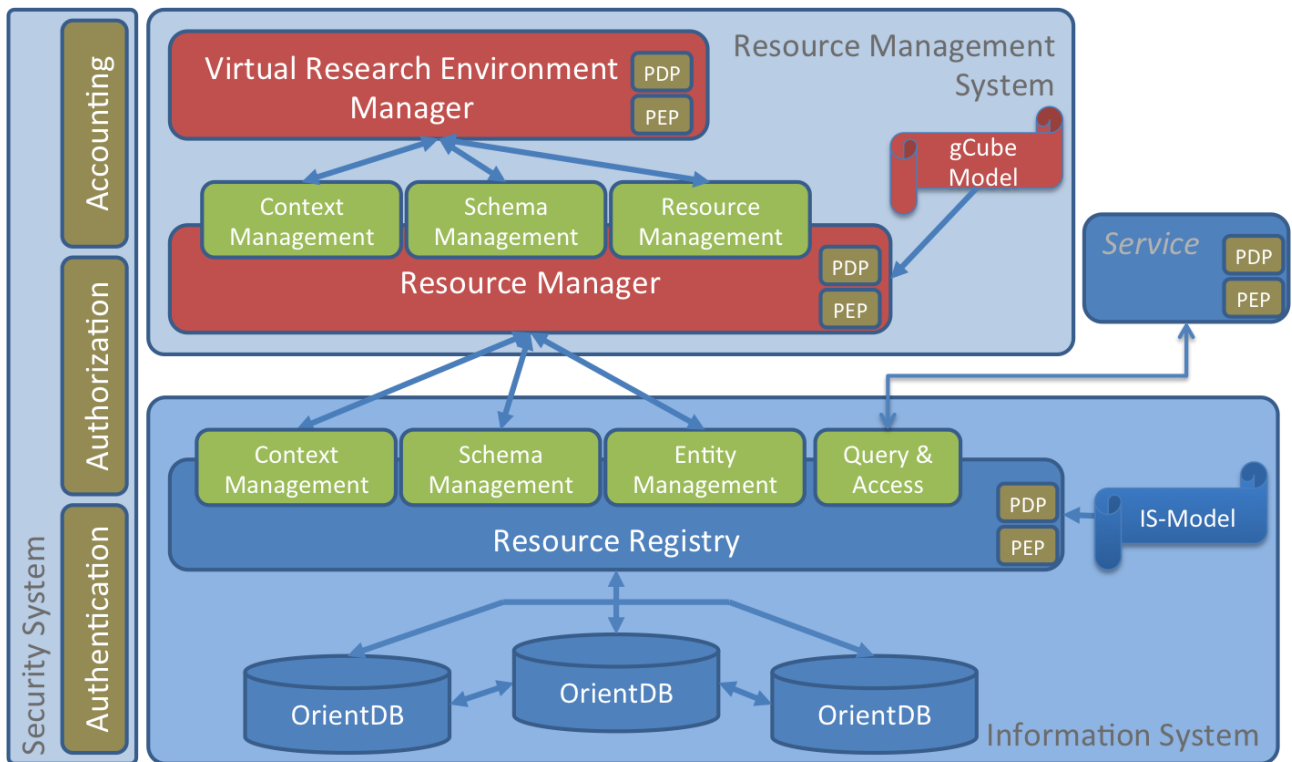 Security System
Accounting
Authorization
Authentication
Resource Management
System
Virtual Research Environment
Manager
PDP
PEP
gCube
Model
Context
Management
Schema
Management
Resource
Management
Resource Manager
PDP
PEP
Service
PDP
PEP
Context
Management
Schema
Management
Entity
Management
Query &
Access
Resource Registry
PDP
PEP
IS-Model
OrientDB
OrientDB
OrientDB
Information System